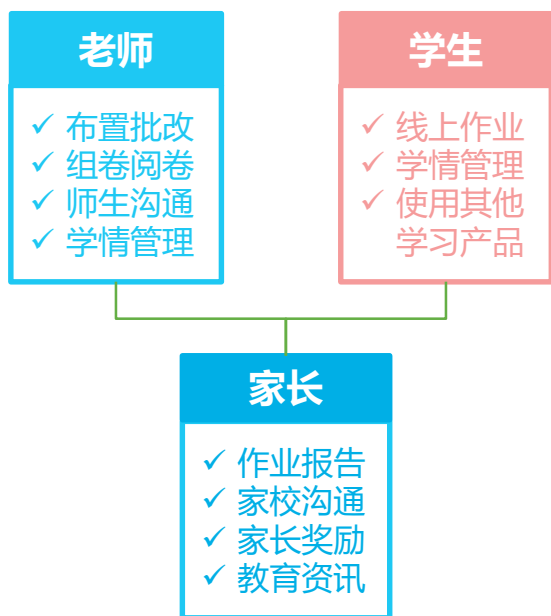 老师
✓ 布置批改
✓ 组卷阅卷
✓ 师生沟通
✓ 学情管理
学生
✓ 线上作业
✓ 学情管理
✓ 使用其他
学习产品
家长
✓ 作业报告
✓ 家校沟通
✓ 家长奖励
✓ 教育资讯